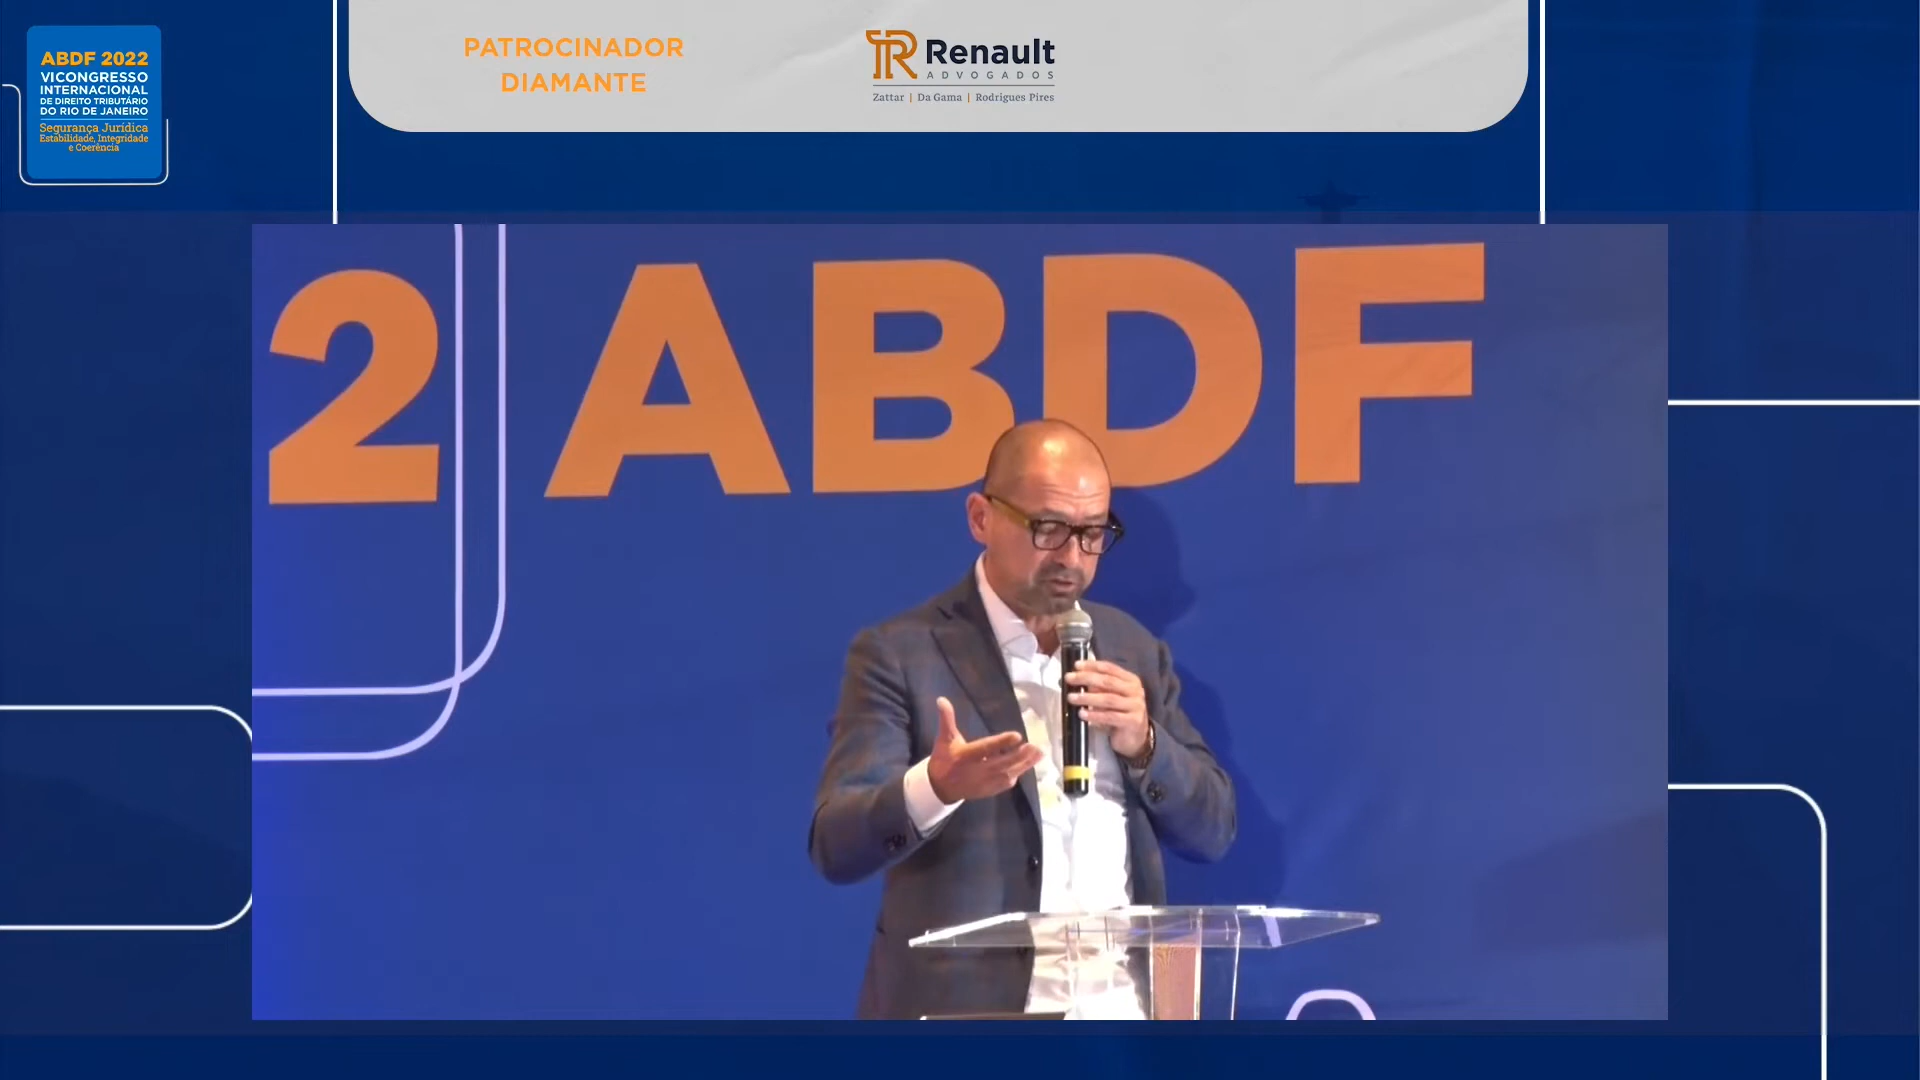 ABDF 2022
VI CONGRESSO
INTERNACIONAL
DE DIREITO TRIBUTÁRIO
DO RIO DE JANEIRO
Segurança Jurídica
Estabilidade, Integridade
e Coerência
PATROCINADOR
DIAMANTE
R Renault
ADVOGADOS
Zattar | Da Gama | Rodrigues Pires
2 ABDF